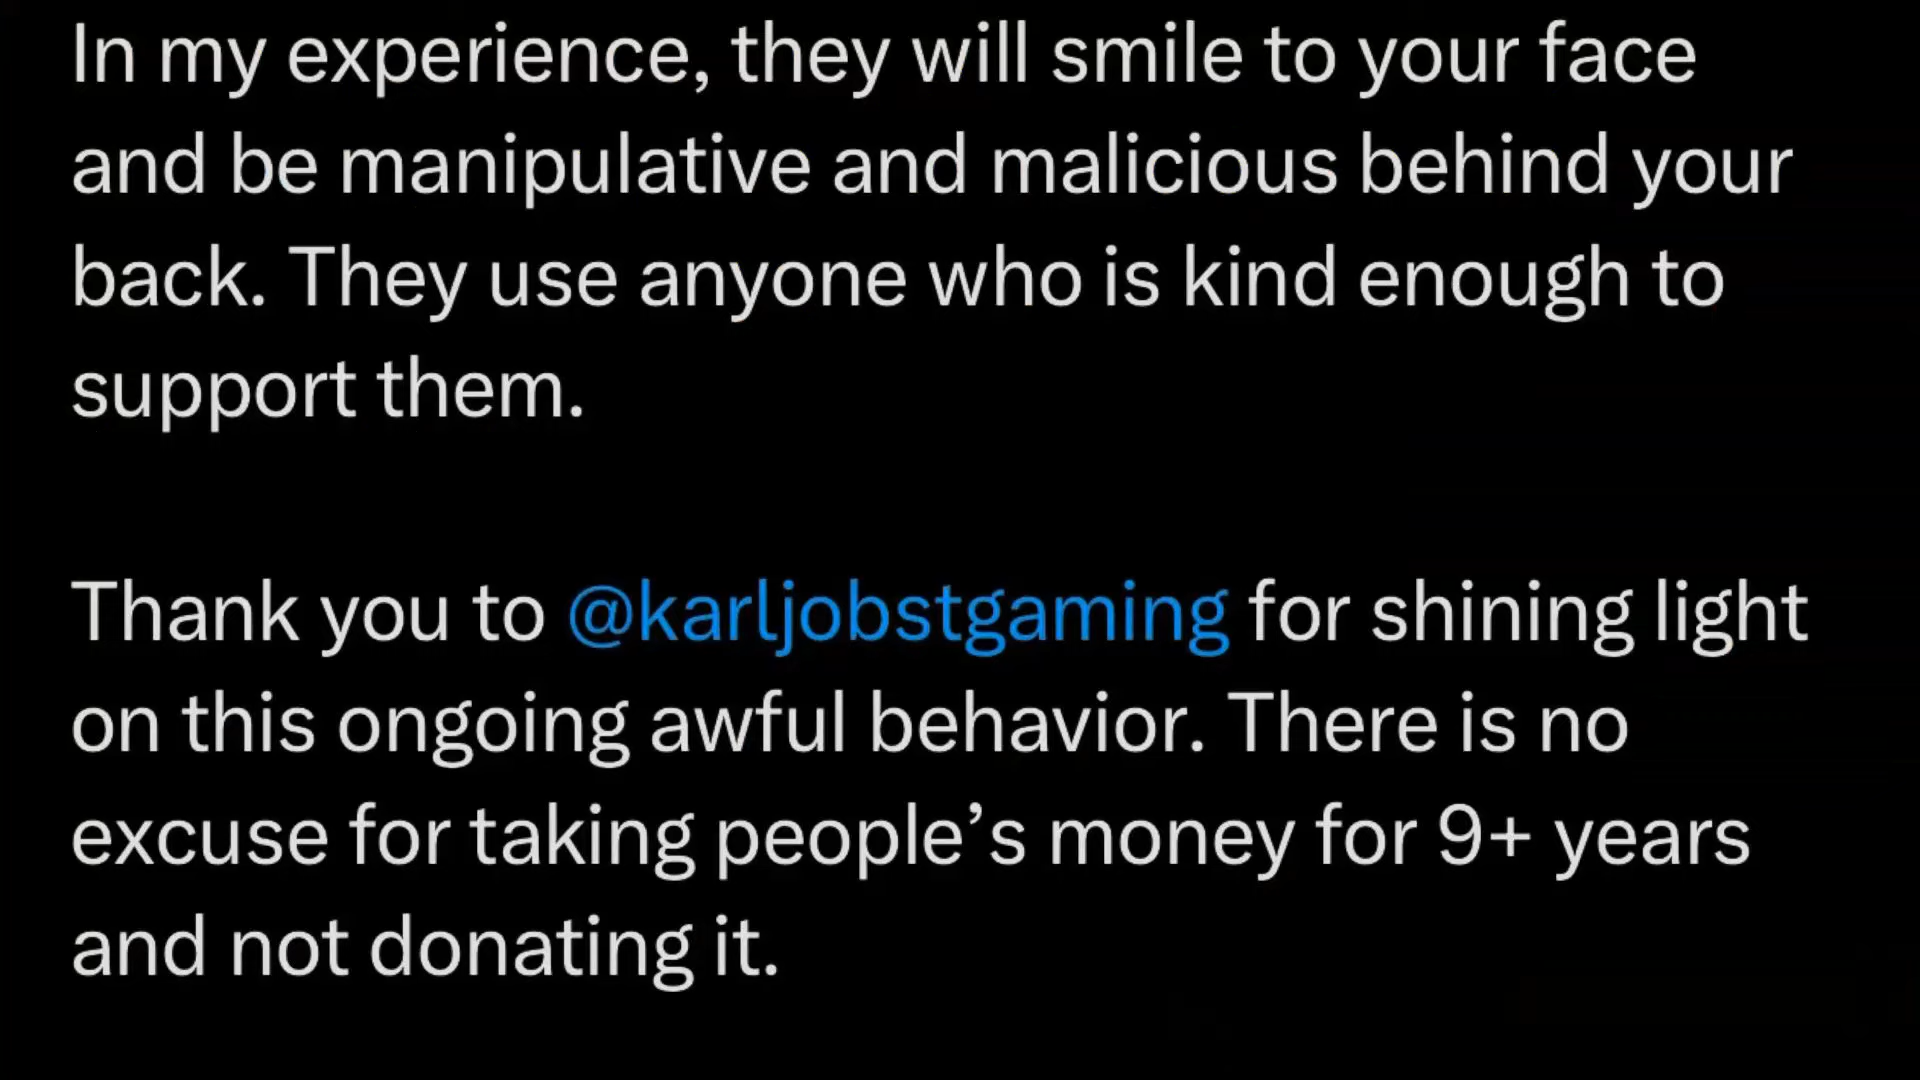 In my experience, they will smile to your face
and be manipulative and malicious behind your
back. They use anyone who is kind enough to
support them.
Thank you to @karljobstgaming for shining light
on this ongoing awful behavior. There is no
excuse for taking people’s money for 9+ years
and not donating it.